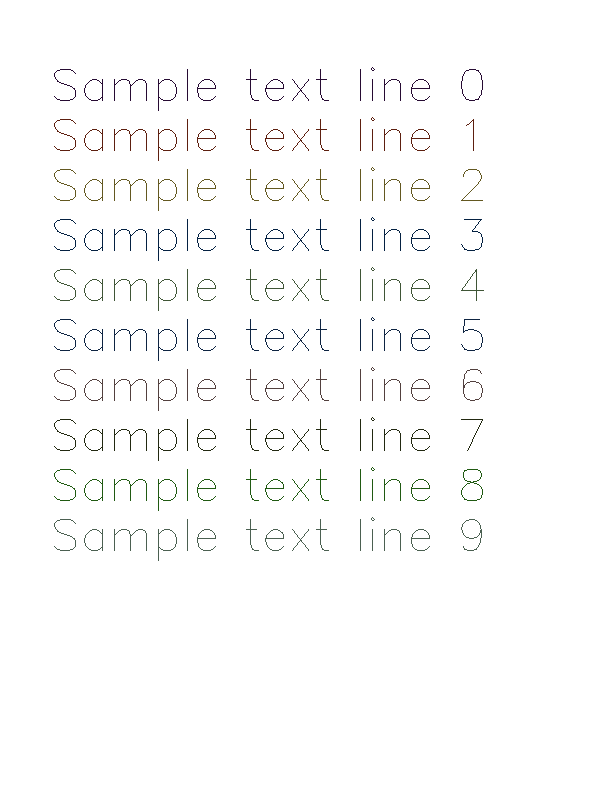 Sample text line 0
Sample text line 1
Sample text line 2
Sample text line 3
Sample text line 4
Sample text line 5
Sample text line 6
Sample text line 7
Sample text line 8
Sample text line 9